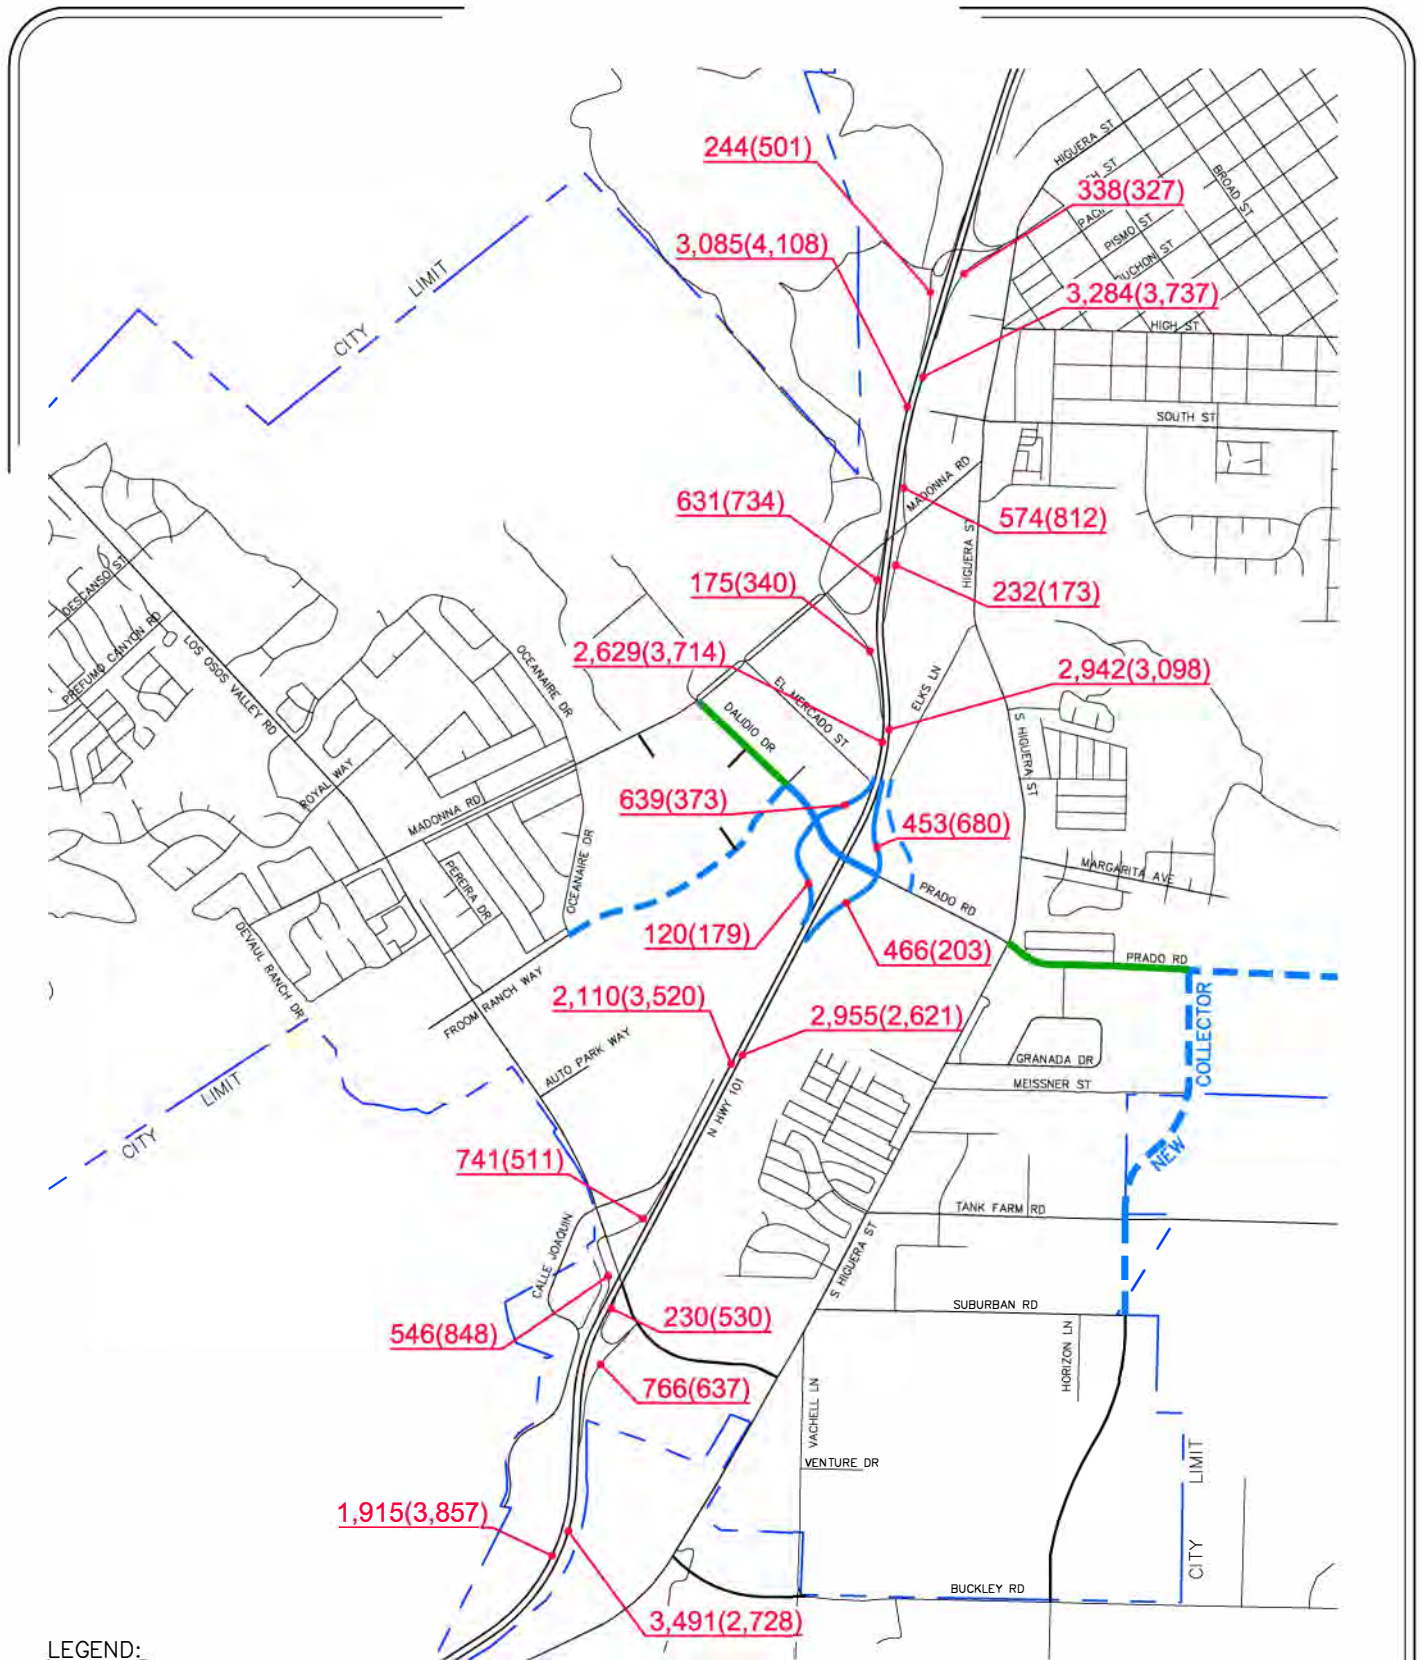 244(501)
HIGUERA ST
BROAD ST
338(327)
PISMO ST
3,085(4,108)
LIMIT
CITY
3,284(3,737)
HIGH ST
SOUTH ST
MADONNA RD
631(734)
574(812)
HIGUERA ST
175(340)
232(173)
DESCANSO ST
PREFUMO CANYON RD
LOS OSOS VALLEY RD
OCEANAIRE DR
2,629(3,714)
2,942(3,098)
EL MERCADO ST
ELKS LN
DALIDIO DR
S HIGUERA ST
ROYAL WAY
MADONNA RD
639(373)
453(680)
MARGARITA AVE
PEREIRA DR
OCEANAIRE DR
PRADO RD
DEVAUL RANCH DR
120(179)
466(203)
PRADO RD
FROOM RANCH WAY
2,110(3,520)
2,955(2,621)
COLLECTOR
NEW
AUTO PARK WAY
GRANADA DR
MEISSNER ST
LIMIT
CITY
N HWY 101
741(511)
TANK FARM RD
CALLE JOAQUIN
S HIGUERA ST
SUBURBAN RD
546(848)
230(530)
HORIZON LN
766(637)
VACHELL LN
VENTURE DR
LIMIT
CITY
1,915(3,857)
BUCKLEY RD
3,491(2,728)
LEGEND: